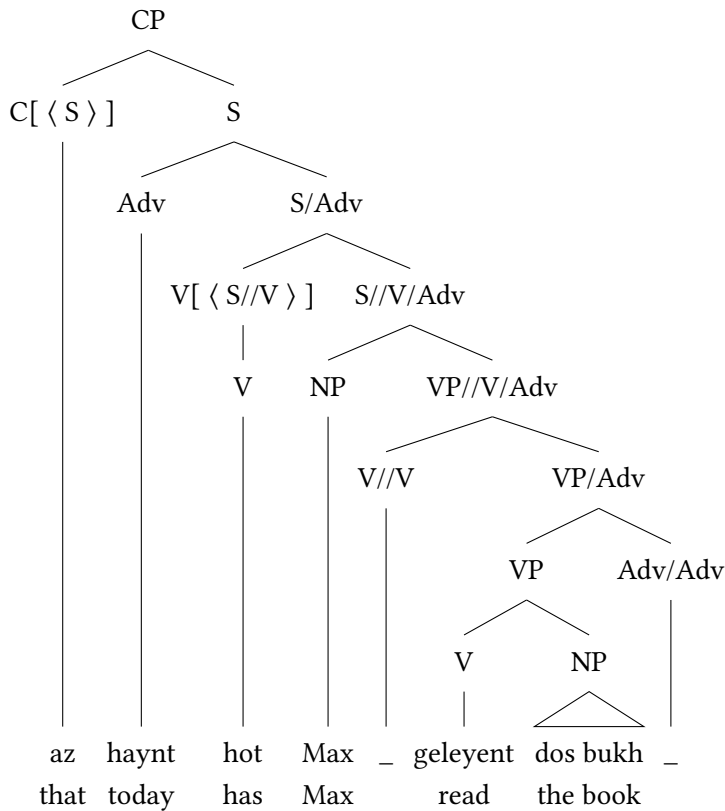 CP
C[⟨S⟩] S
Adv S/Adv
V[⟨S//V⟩] S//V/Adv
V NP VP//V/Adv
V//V VP/Adv
VP Adv/Adv
V NP
az haynt hot Max _ geleyent dos bukh _
that today has Max read the book